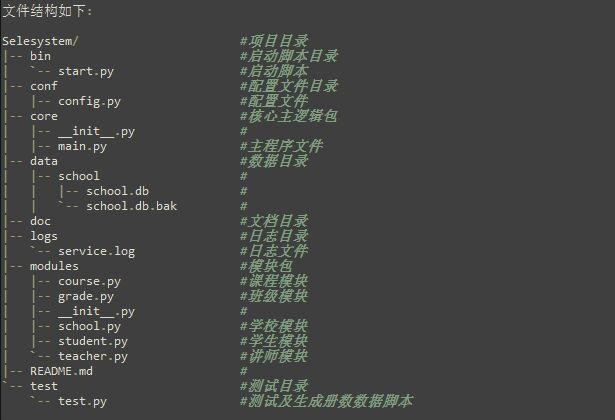 文件结构如下:
Selesystem/                    #项目目录
|-- bin                        #启动脚本目录
|   `-- start.py               #启动脚本
|-- conf                       #配置文件目录
|   |-- config.py              #配置文件
|-- core                       #核心主逻辑包
|   |-- __init__.py            #
|   |-- main.py                #主程序文件
|-- data                       #数据目录
|   |-- school                 #
|   |   |-- school.db          #
|   |   `-- school.db.bak      #
|-- doc                        #文档目录
|-- logs                       #日志目录
|   `-- service.log            #日志文件
|-- modules                    #模块包
|   |-- course.py              #课程模块
|   |-- grade.py               #班级模块
|   |-- __init__.py            #
|   |-- school.py              #学校模块
|   |-- student.py             #学生模块
|   `-- teacher.py             #讲师模块
|-- README.md                  #
`-- test                       #测试目录
    `-- test.py                #测试及生成册数数据脚本